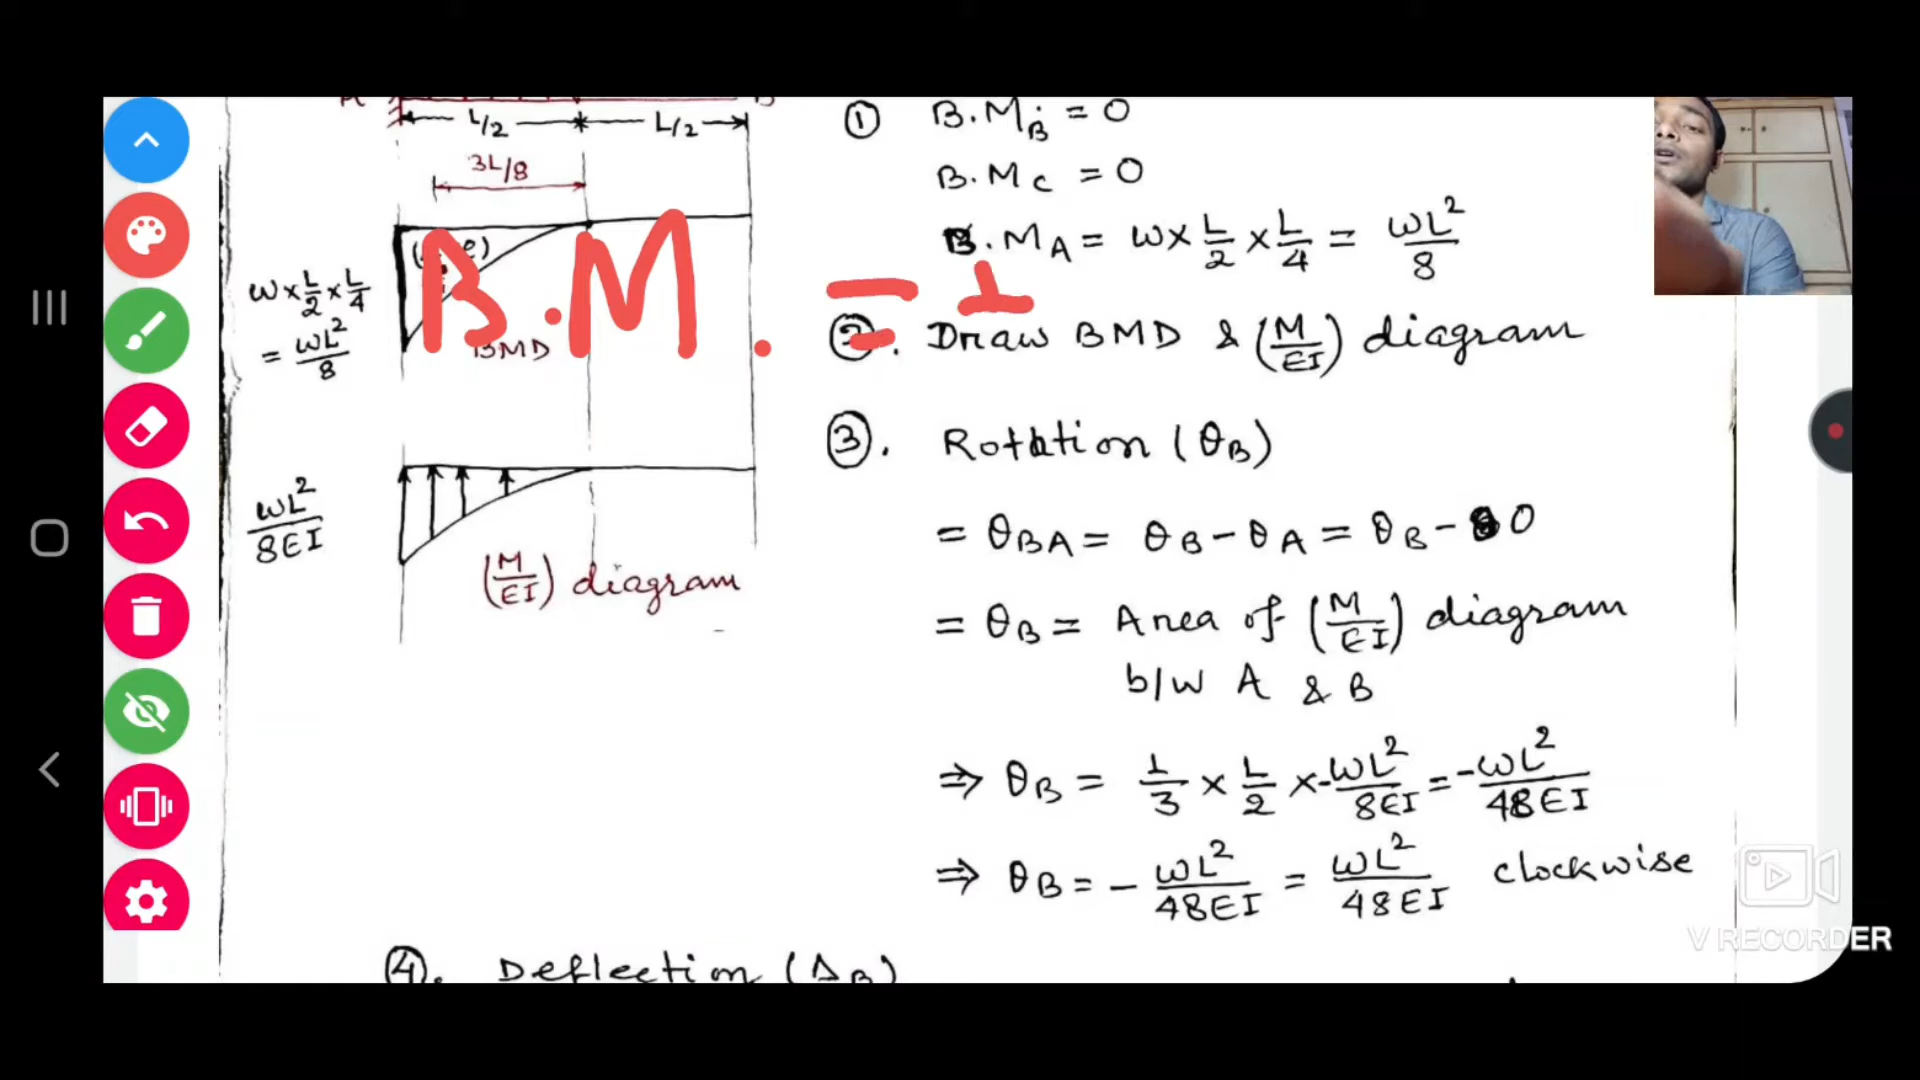 L/2 L/2
3L/8
B.M.
w×L/2×L/4
= wL²/8
BMD
wL²/8EI
(M/EI) diagram
① B.M_B = 0
B.M_C = 0
B.M_A = w×L/2×L/4 = wL²/8
②. Draw BMD & (M/EI) diagram
③. Rotation (θ_B)
= θ_BA = θ_B - θ_A = θ_B - 0
= θ_B = Area of (M/EI) diagram
b/w A & B
⇒ θ_B = 1/3 × L/2 × -wL²/8EI = -wL²/48EI
⇒ θ_B = - wL²/48EI = wL²/48EI clockwise
④. Deflection (Δ_B)
V RECORDER